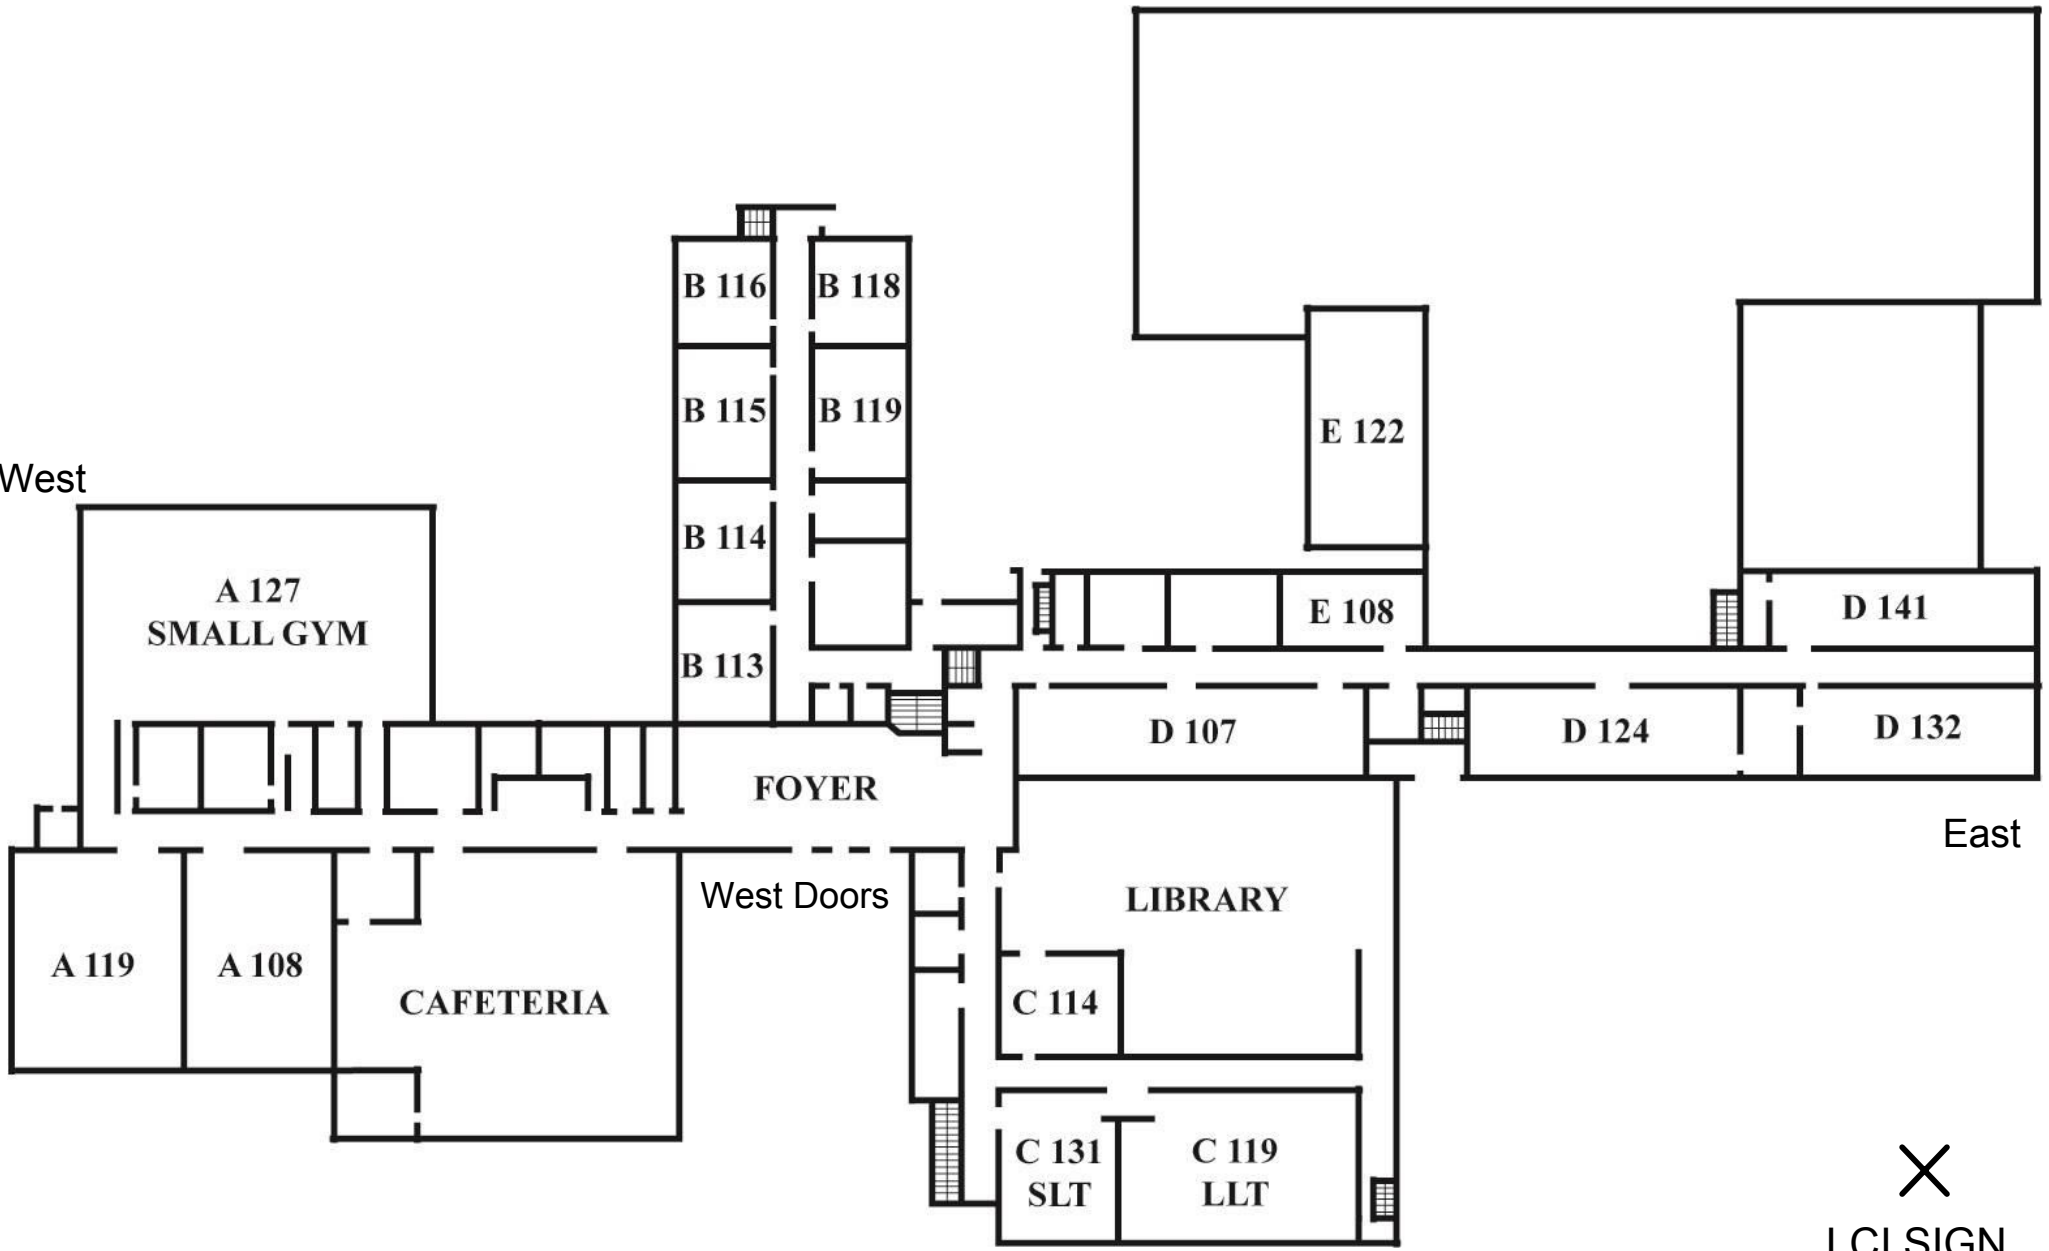 B 116
B 118
B 115
B 119
E 122
West
B 114
A 127
SMALL GYM
E 108
D 141
B 113
D 107
D 124
D 132
FOYER
East
West Doors
LIBRARY
A 119
A 108
CAFETERIA
C 114
C 131
SLT
C 119
LLT
LCI SIGN